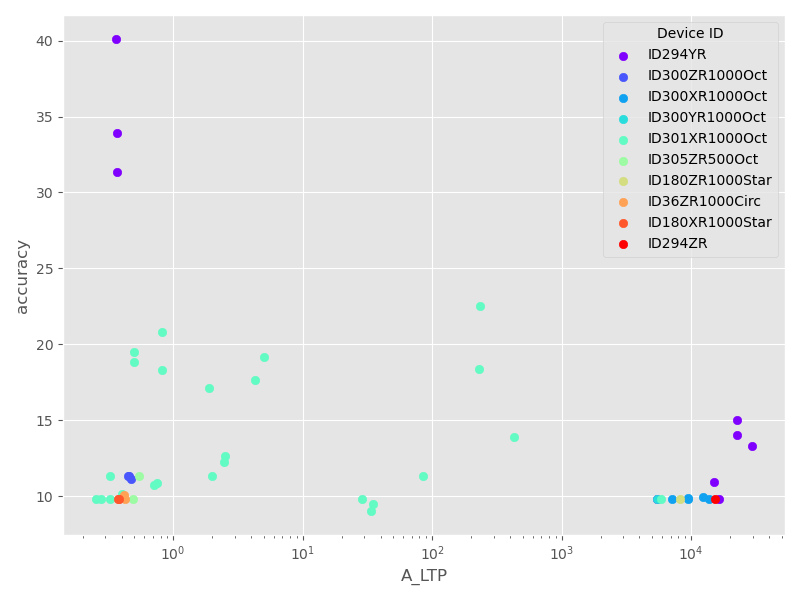 Device ID
ID294YR
ID300ZR1000Oct
ID300XR1000Oct
ID300YR1000Oct
ID301XR1000Oct
ID305ZR500Oct
ID180ZR1000Star
ID36ZR1000Circ
ID180XR1000Star
ID294ZR
accuracy
40
35
30
25
20
15
10
10⁰ 10¹ 10² 10³ 10⁴
A_LTP